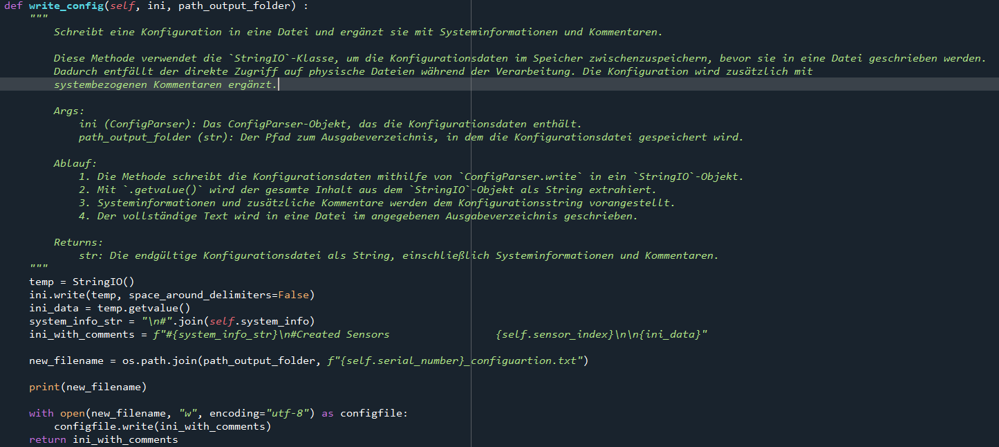 def write_config(self, ini, path_output_folder) :
"""
Schreibt eine Konfiguration in eine Datei und ergänzt sie mit Systeminformationen und Kommentaren.
Diese Methode verwendet die `StringIO`-Klasse, um die Konfigurationsdaten im Speicher zwischenzuspeichern, bevor sie in eine Datei geschrieben werden.
Dadurch entfällt der direkte Zugriff auf physische Dateien während der Verarbeitung. Die Konfiguration wird zusätzlich mit
systembezogenen Kommentaren ergänzt.
Args:
ini (ConfigParser): Das ConfigParser-Objekt, das die Konfigurationsdaten enthält.
path_output_folder (str): Der Pfad zum Ausgabeverzeichnis, in dem die Konfigurationsdatei gespeichert wird.
Ablauf:
1. Die Methode schreibt die Konfigurationsdaten mithilfe von `ConfigParser.write` in ein `StringIO`-Objekt.
2. Mit `.getvalue()` wird der gesamte Inhalt aus dem `StringIO`-Objekt als String extrahiert.
3. Systeminformationen und zusätzliche Kommentare werden dem Konfigurationsstring vorangestellt.
4. Der vollständige Text wird in eine Datei im angegebenen Ausgabeverzeichnis geschrieben.
Returns:
str: Die endgültige Konfigurationsdatei als String, einschließlich Systeminformationen und Kommentaren.
"""
temp = StringIO()
ini.write(temp, space_around_delimiters=False)
ini_data = temp.getvalue()
system_info_str = "\n#".join(self.system_info)
ini_with_comments = f"#{system_info_str}\n#Created Sensors                 {self.sensor_index}\n\n{ini_data}"
new_filename = os.path.join(path_output_folder, f"{self.serial_number}_configuartion.txt")
print(new_filename)
with open(new_filename, "w", encoding="utf-8") as configfile:
configfile.write(ini_with_comments)
return ini_with_comments